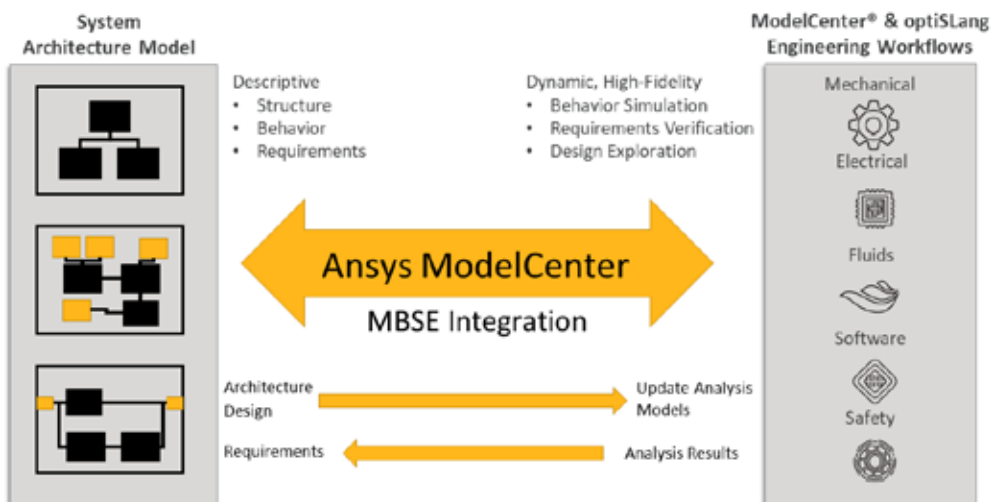 System
Architecture Model
ModelCenter® & optiSLang
Engineering Workflows
Descriptive
• Structure
• Behavior
• Requirements
Dynamic, High-Fidelity
• Behavior Simulation
• Requirements Verification
• Design Exploration
Mechanical
Electrical
Fluids
Software
Safety
Ansys ModelCenter
MBSE Integration
Architecture
Design
Update Analysis
Models
Requirements
Analysis Results